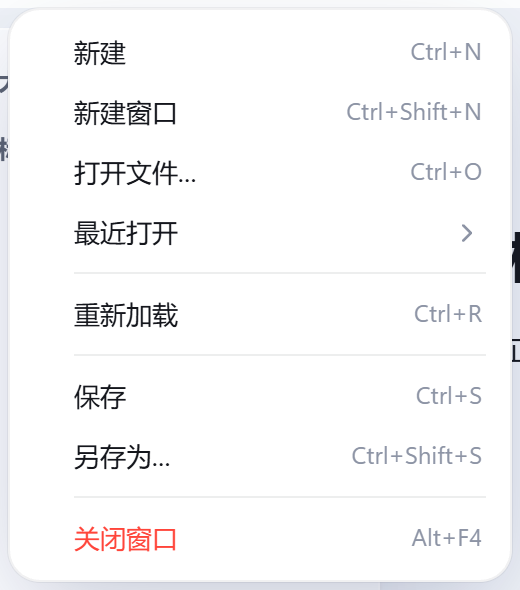 新建 Ctrl+N
新建窗口 Ctrl+Shift+N
打开文件... Ctrl+O
最近打开
重新加载 Ctrl+R
保存 Ctrl+S
另存为... Ctrl+Shift+S
关闭窗口 Alt+F4